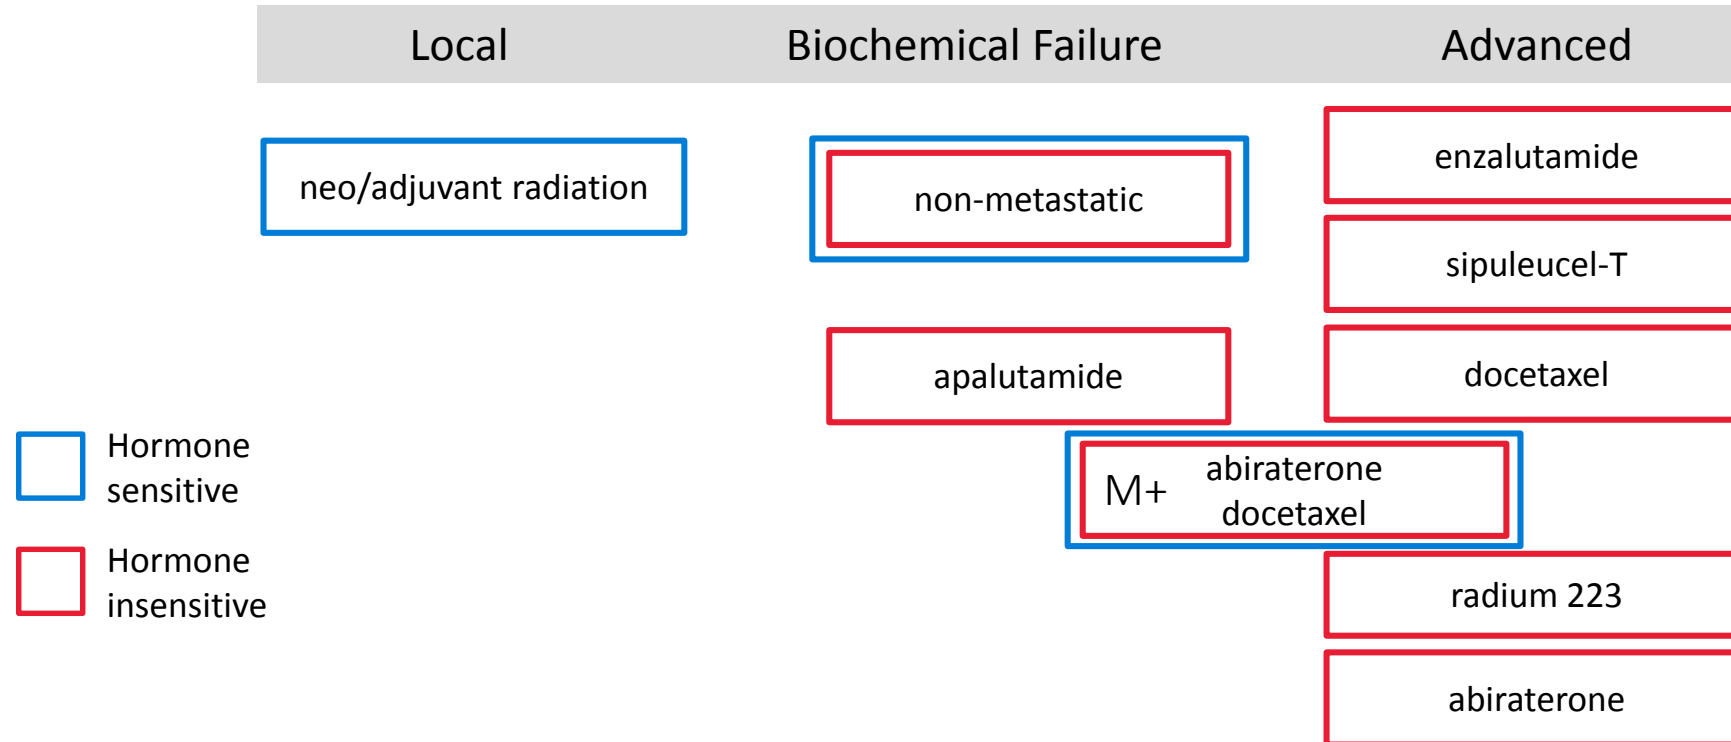 Local Biochemical Failure Advanced
neo/adjuvant radiation
non-metastatic
enzalutamide
sipuleucel-T
apalutamide
docetaxel
M+ abiraterone
docetaxel
radium 223
abiraterone
Hormone
sensitive
Hormone
insensitive